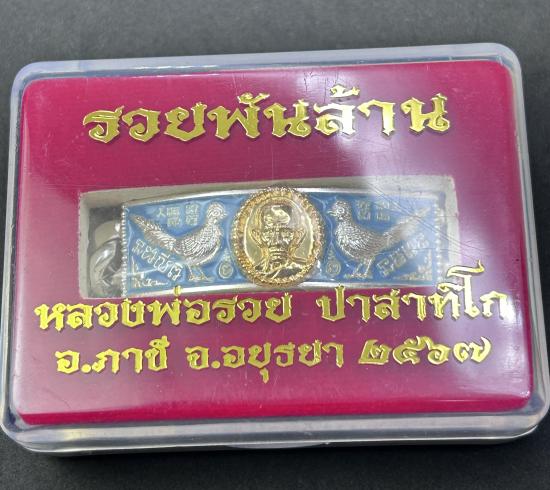 รวยพันล้าน
หลวงพ่อรวย ปาสาทิโก
อ.ภาชี จ.อยุธยา ๒๕๖๗